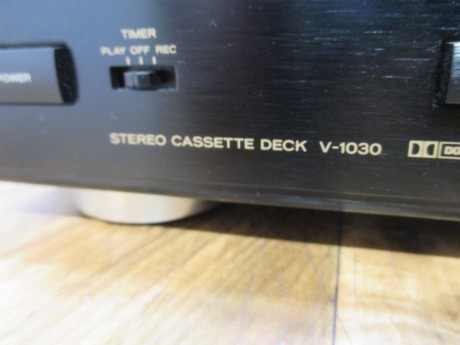 TIMER
PLAY OFF REC
POWER
STEREO CASSETTE DECK V-1030